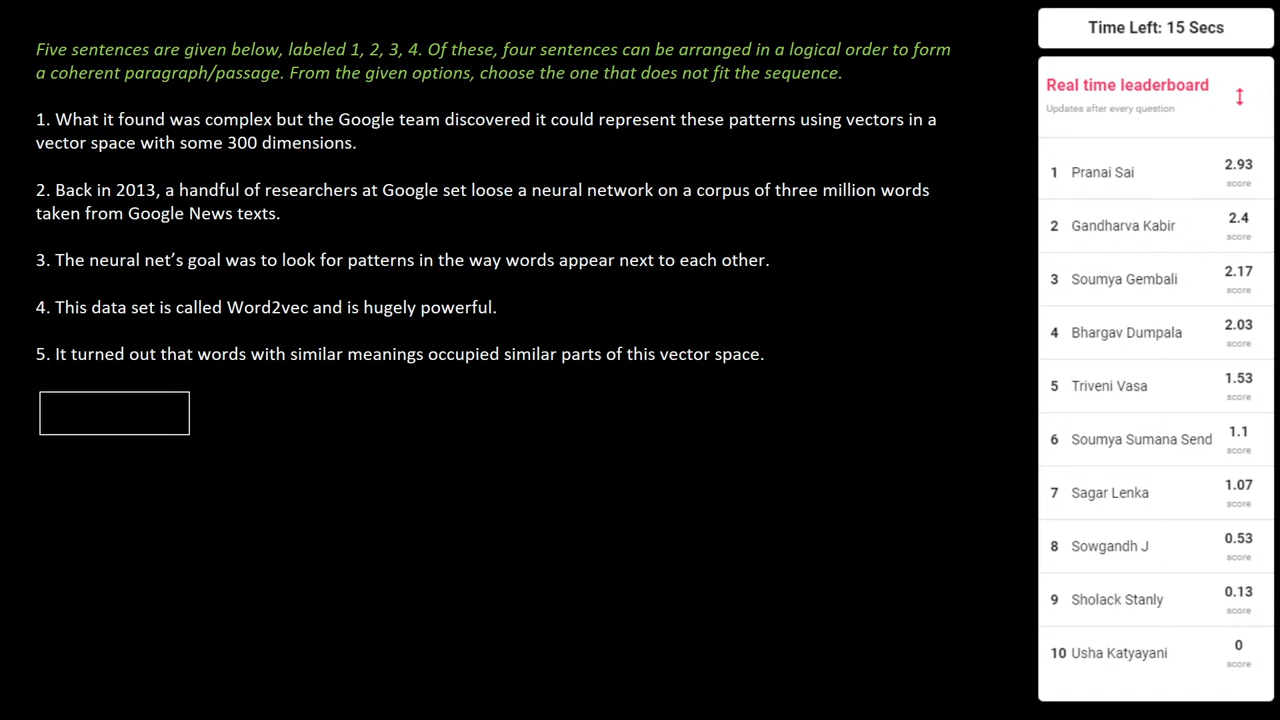 Five sentences are given below, labeled 1, 2, 3, 4. Of these, four sentences can be arranged in a logical order to form
a coherent paragraph/passage. From the given options, choose the one that does not fit the sequence.
1. What it found was complex but the Google team discovered it could represent these patterns using vectors in a
vector space with some 300 dimensions.
2. Back in 2013, a handful of researchers at Google set loose a neural network on a corpus of three million words
taken from Google News texts.
3. The neural net's goal was to look for patterns in the way words appear next to each other.
4. This data set is called Word2vec and is hugely powerful.
5. It turned out that words with similar meanings occupied similar parts of this vector space.
Time Left: 15 Secs
Real time leaderboard
Updates after every question
1 Pranai Sai 2.93
score
2 Gandharva Kabir 2.4
score
3 Soumya Gembali 2.17
score
4 Bhargav Dumpala 2.03
score
5 Triveni Vasa 1.53
score
6 Soumya Sumana Send 1.1
score
7 Sagar Lenka 1.07
score
8 Sowgandh J 0.53
score
9 Sholack Stanly 0.13
score
10 Usha Katyayani 0
score